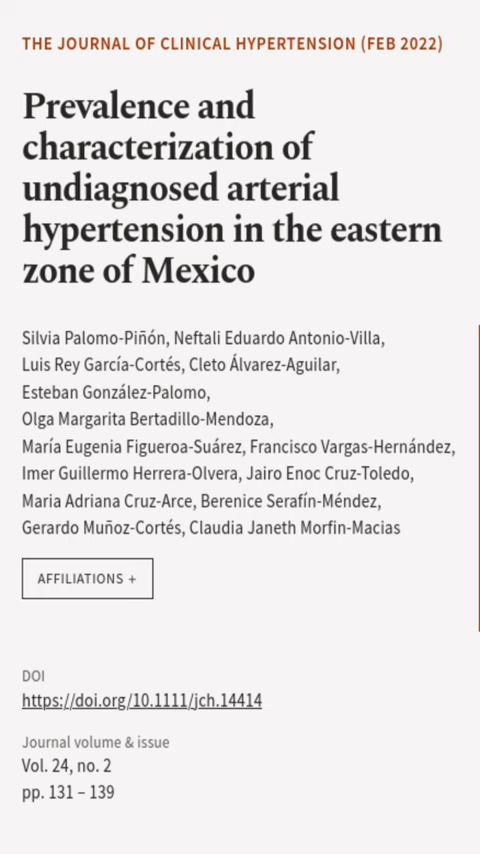 THE JOURNAL OF CLINICAL HYPERTENSION (FEB 2022)
Prevalence and
characterization of
undiagnosed arterial
hypertension in the eastern
zone of Mexico
Silvia Palomo-Piñón, Neftali Eduardo Antonio-Villa,
Luis Rey García-Cortés, Cleto Álvarez-Aguilar,
Esteban González-Palomo,
Olga Margarita Bertadillo-Mendoza,
María Eugenia Figueroa-Suárez, Francisco Vargas-Hernández,
Imer Guillermo Herrera-Olvera, Jairo Enoc Cruz-Toledo,
Maria Adriana Cruz-Arce, Berenice Serafín-Méndez,
Gerardo Muñoz-Cortés, Claudia Janeth Morfin-Macias
AFFILIATIONS +
DOI
https://doi.org/10.1111/jch.14414
Journal volume & issue
Vol. 24, no. 2
pp. 131 – 139